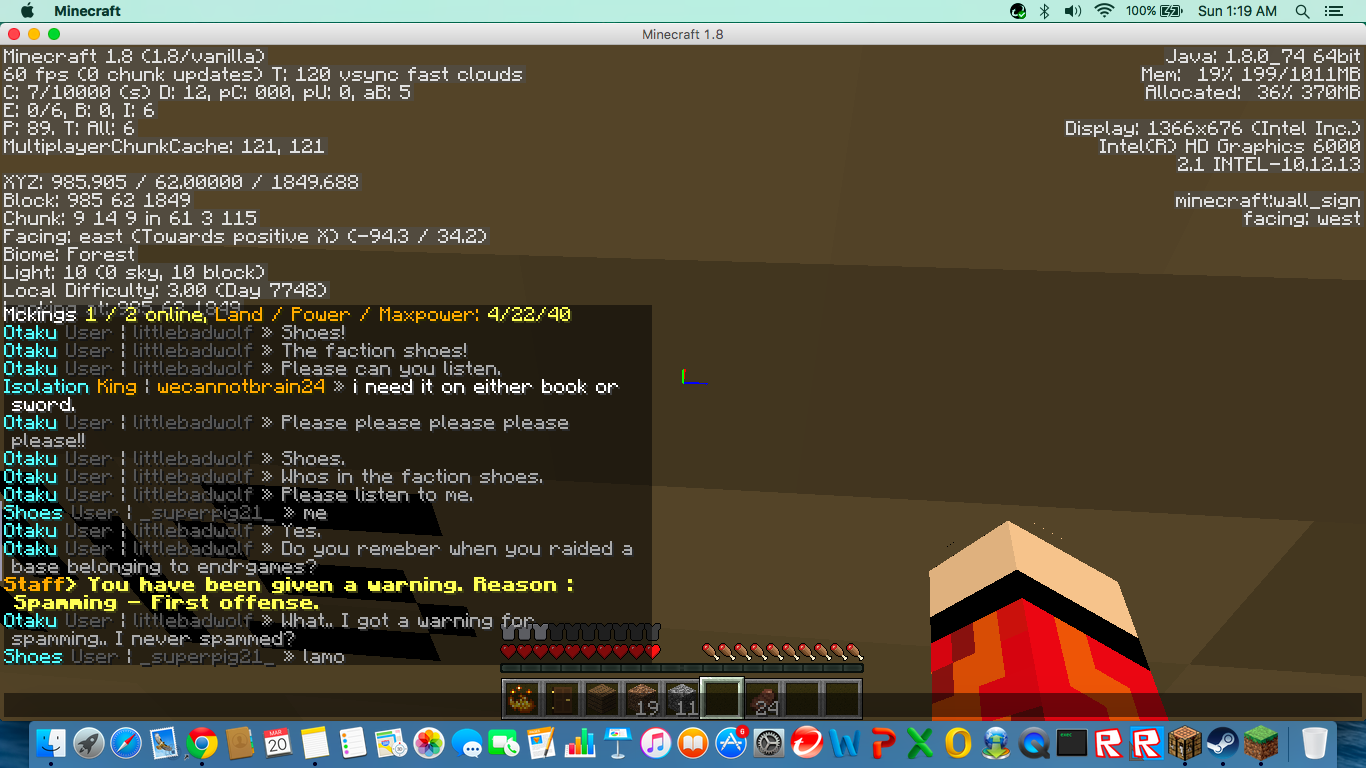 Minecraft
100%
Sun 1:19 AM
Minecraft 1.8
Minecraft 1.8 (1.8/vanilla)
60 fps (0 chunk updates) T: 120 vsync fast clouds
C: 7/10000 (s) D: 12, pC: 000, pU: 0, aB: 5
E: 0/6, B: 0, I: 6
P: 89. T: All: 6
MultiplayerChunkCache: 121, 121
XYZ: 985.905 / 62.00000 / 1849.688
Block: 985 62 1849
Chunk: 9 14 9 in 61 3 115
Facing: east (Towards positive X) (-94.3 / 34.2)
Biome: Forest
Light: 10 (0 sky, 10 block)
Local Difficulty: 3.00 (Day 7748)
Java: 1.8.0_74 64bit
Mem: 19% 199/1011MB
Allocated: 36% 370MB
Display: 1366x676 (Intel Inc.)
Intel(R) HD Graphics 6000
2.1 INTEL-10.12.13
minecraft:wall_sign
facing: west
Mckings 1 / 2 online, Land / Power / Maxpower: 4/22/40
Otaku User | littlebadwolf » Shoes!
Otaku User | littlebadwolf » The faction shoes!
Otaku User | littlebadwolf » Please can you listen.
Isolation King | wecannotbrain24 » i need it on either book or
sword.
Otaku User | littlebadwolf » Please please please please
please!!
Otaku User | littlebadwolf » Shoes.
Otaku User | littlebadwolf » Whos in the faction shoes.
Otaku User | littlebadwolf » Please listen to me.
Shoes User | _superpig21_ » me
Otaku User | littlebadwolf » Yes.
Otaku User | littlebadwolf » Do you remeber when you raided a
base belonging to endrgames?
Staff> You have been given a warning. Reason :
Spamming - First offense.
Otaku User | littlebadwolf » What.. I got a warning for
spamming.. I never spammed?
Shoes User | _superpig21_ » lamo
19 11 24
MAR
20
6